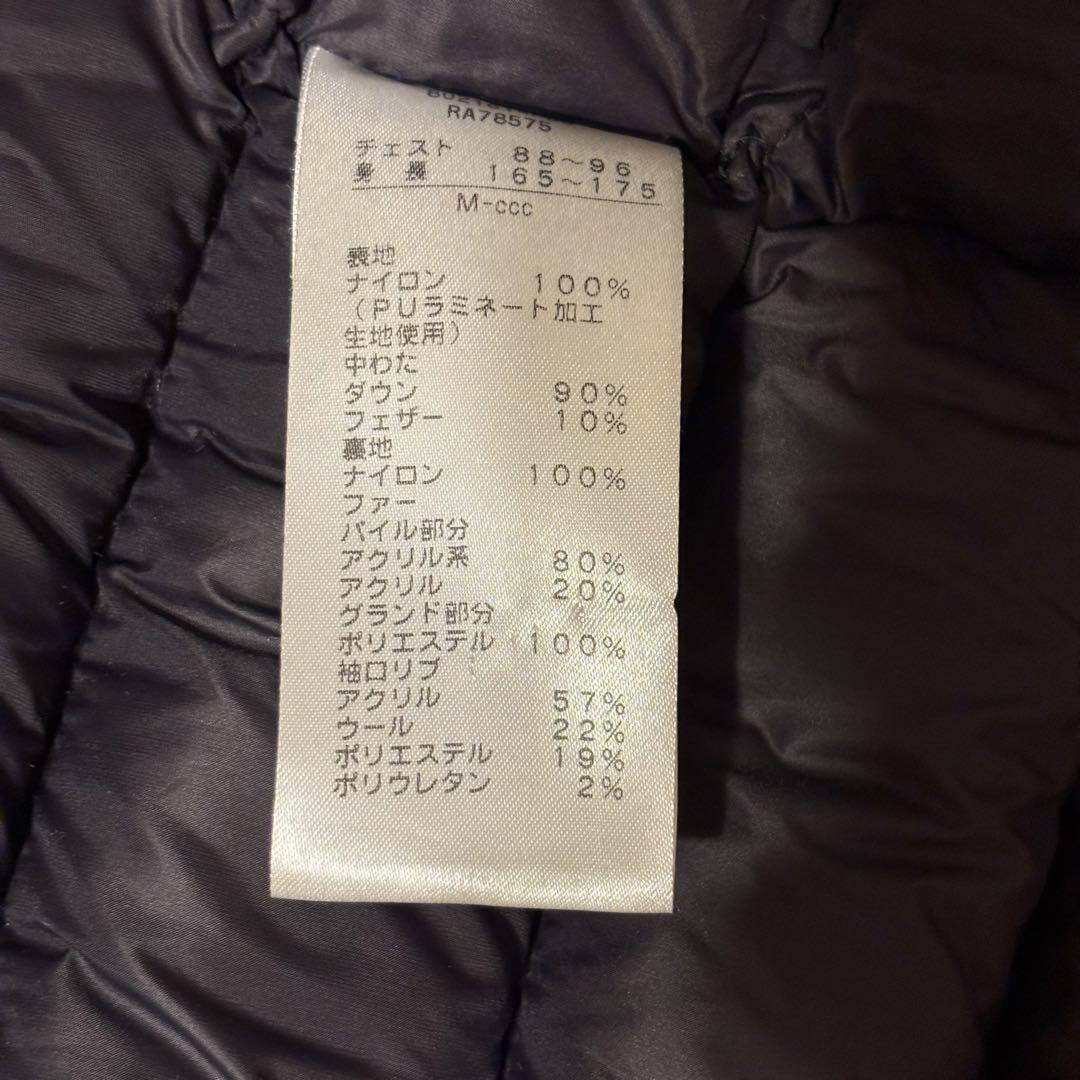 RA78575
チェスト 88～96
身長 165～175
M-ccc
表地
ナイロン 100%
(PUラミネート加工
生地使用)
中わた
ダウン 90%
フェザー 10%
裏地
ナイロン 100%
ファー
パイル部分
アクリル系 80%
アクリル 20%
グランド部分
ポリエステル 100%
袖口リブ
アクリル 57%
ウール 22%
ポリエステル 19%
ポリウレタン 2%